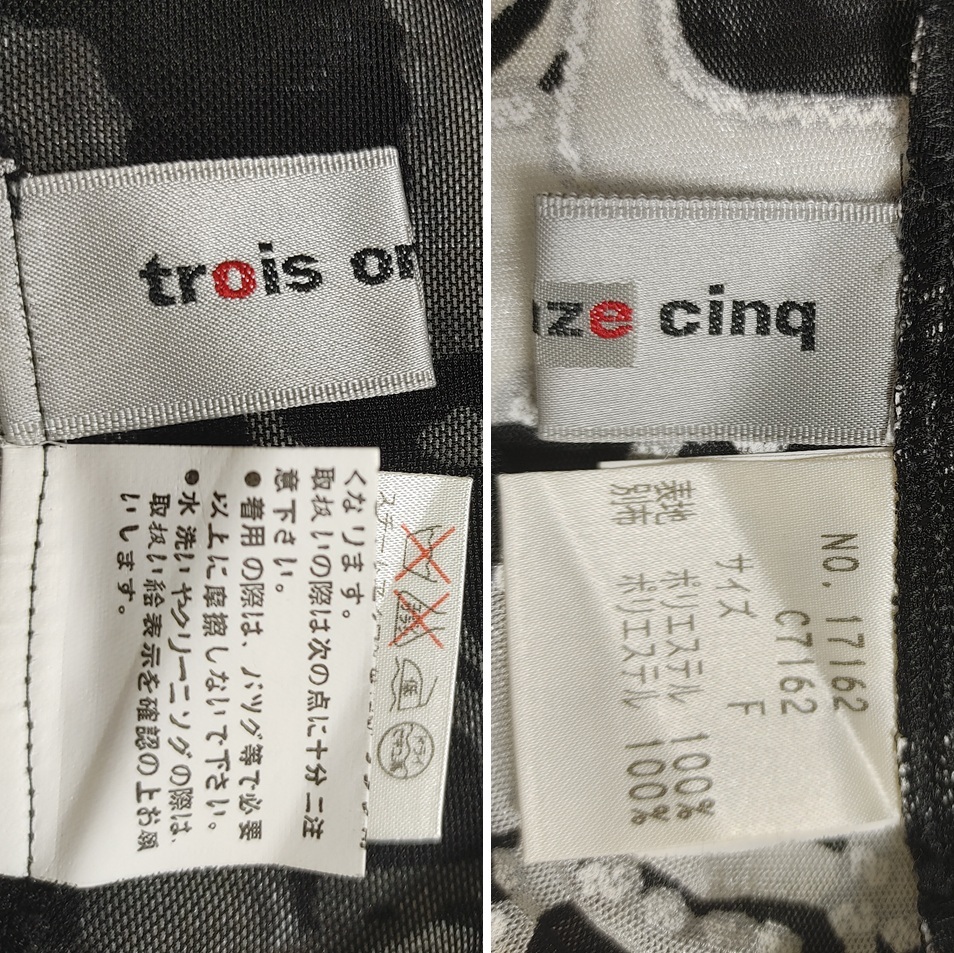 trois on
くなります。
取扱いの際は次の点に十分ニ注
意下さい。
●着用の際は、バッグ等で必要
以上に摩擦しないで下さい。
●水洗いやクリーニングの際は、
取扱い絵表示を確認の上お願
いします。
ze cinq
NO. 17162
C7162
サイズ F
表地 ポリエステル 100%
別布 ポリエステル 100%